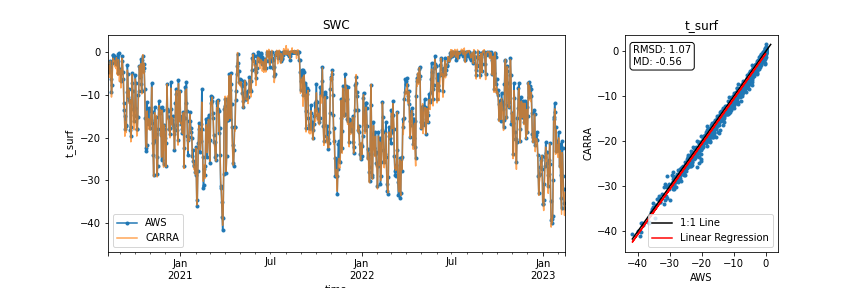 SWC
t_surf
0
−10
−20
−30
−40
t_surf
AWS
CARRA
Jan
2021
Jul
Jan
2022
Jul
Jan
2023
time
t_surf
RMSD: 1.07
MD: -0.56
0
−10
−20
−30
−40
CARRA
1:1 Line
Linear Regression
−40
−30
−20
−10
0
AWS